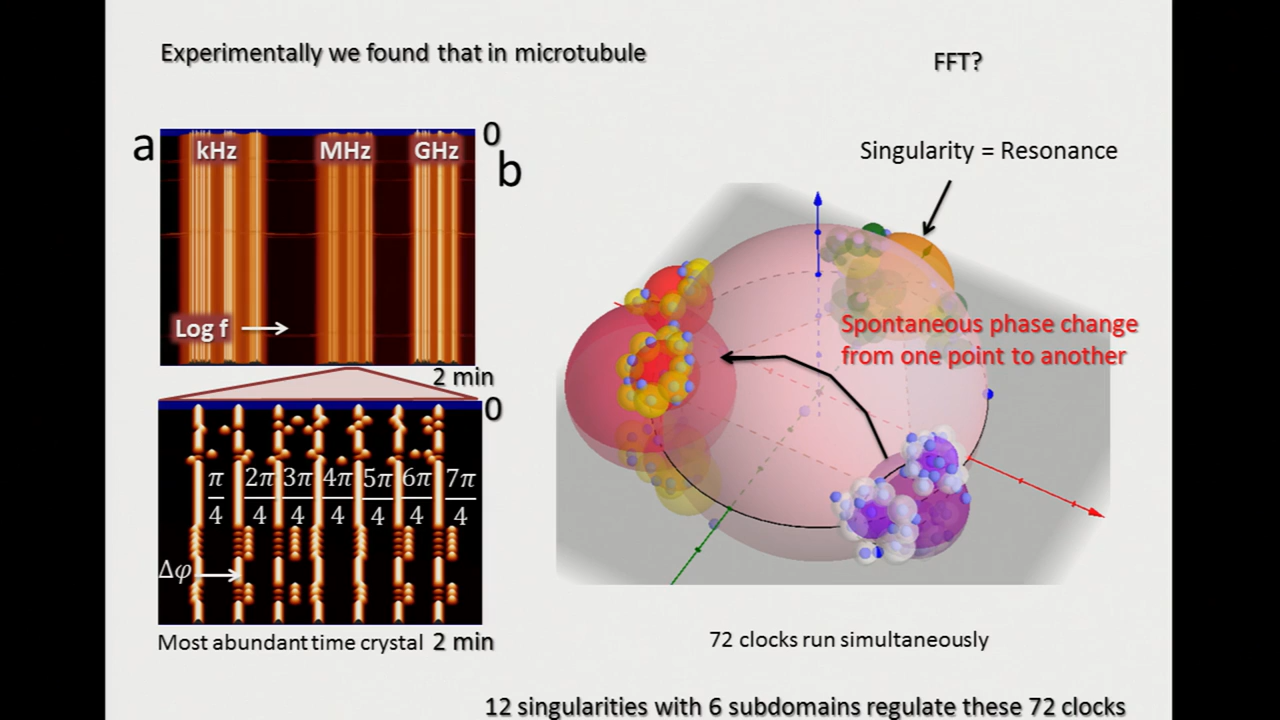 Experimentally we found that in microtubule
FFT?
a
kHz
MHz
GHz
0
b
Singularity = Resonance
Log f
Spontaneous phase change
from one point to another
2 min
0
π/4 2π/4 3π/4 4π/4 5π/4 6π/4 7π/4
Δφ
Most abundant time crystal 2 min
72 clocks run simultaneously
12 singularities with 6 subdomains regulate these 72 clocks